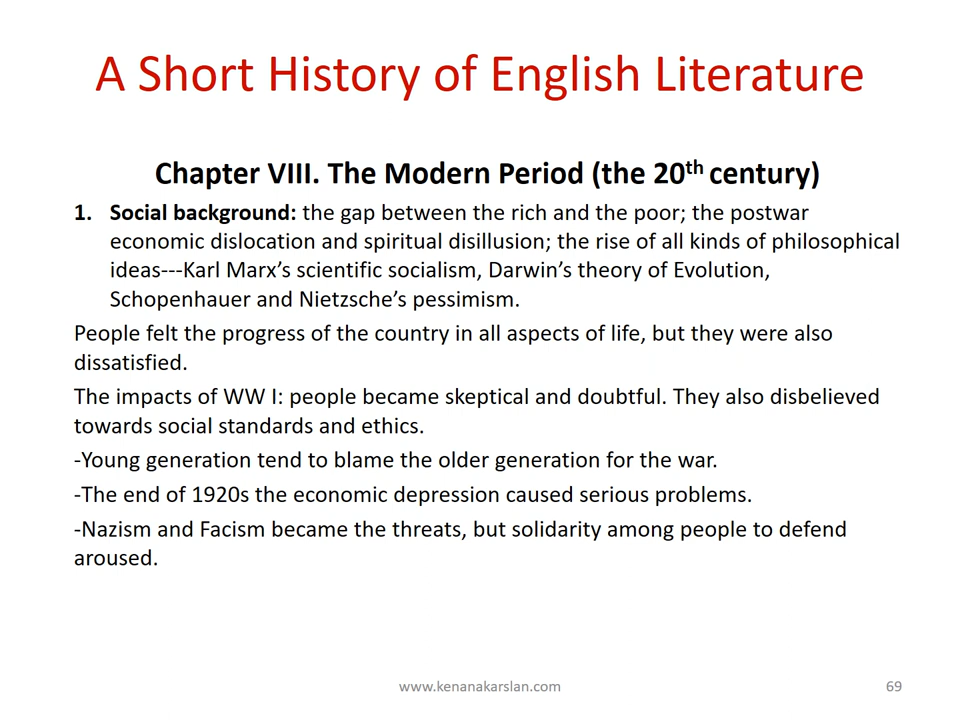 A Short History of English Literature
Chapter VIII. The Modern Period (the 20th century)
1. Social background: the gap between the rich and the poor; the postwar
economic dislocation and spiritual disillusion; the rise of all kinds of philosophical
ideas---Karl Marx’s scientific socialism, Darwin’s theory of Evolution,
Schopenhauer and Nietzsche’s pessimism.
People felt the progress of the country in all aspects of life, but they were also
dissatisfied.
The impacts of WW I: people became skeptical and doubtful. They also disbelieved
towards social standards and ethics.
-Young generation tend to blame the older generation for the war.
-The end of 1920s the economic depression caused serious problems.
-Nazism and Facism became the threats, but solidarity among people to defend
aroused.
www.kenanakarslan.com
69